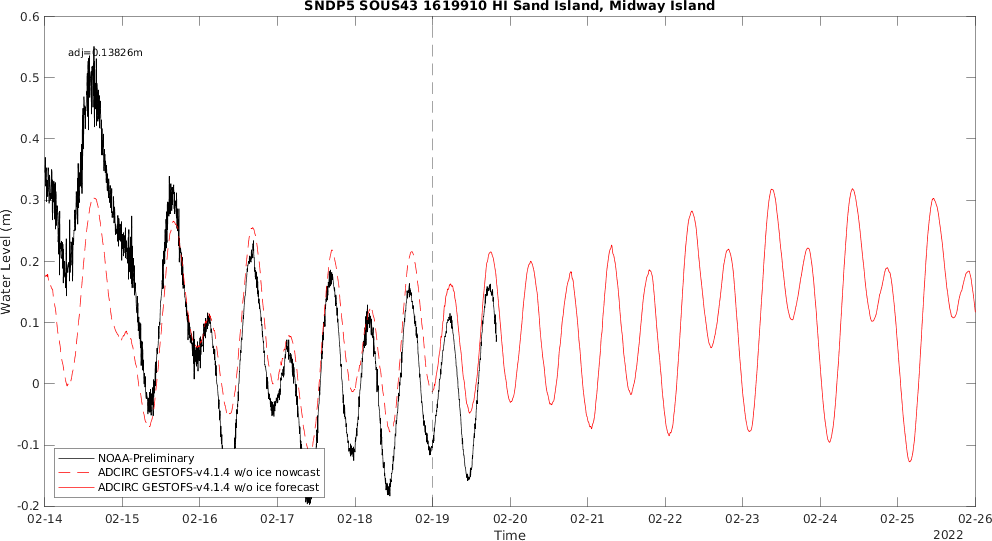 SNDP5 SOUS43 1619910 HI Sand Island, Midway Island
adj=0.13826m
0.6
0.5
0.4
0.3
0.2
0.1
0
-0.1
-0.2
Water Level (m)
NOAA-Preliminary
ADCIRC GESTOFS-v4.1.4 w/o ice nowcast
ADCIRC GESTOFS-v4.1.4 w/o ice forecast
02-14 02-15 02-16 02-17 02-18 02-19 02-20 02-21 02-22 02-23 02-24 02-25 02-26
Time
2022